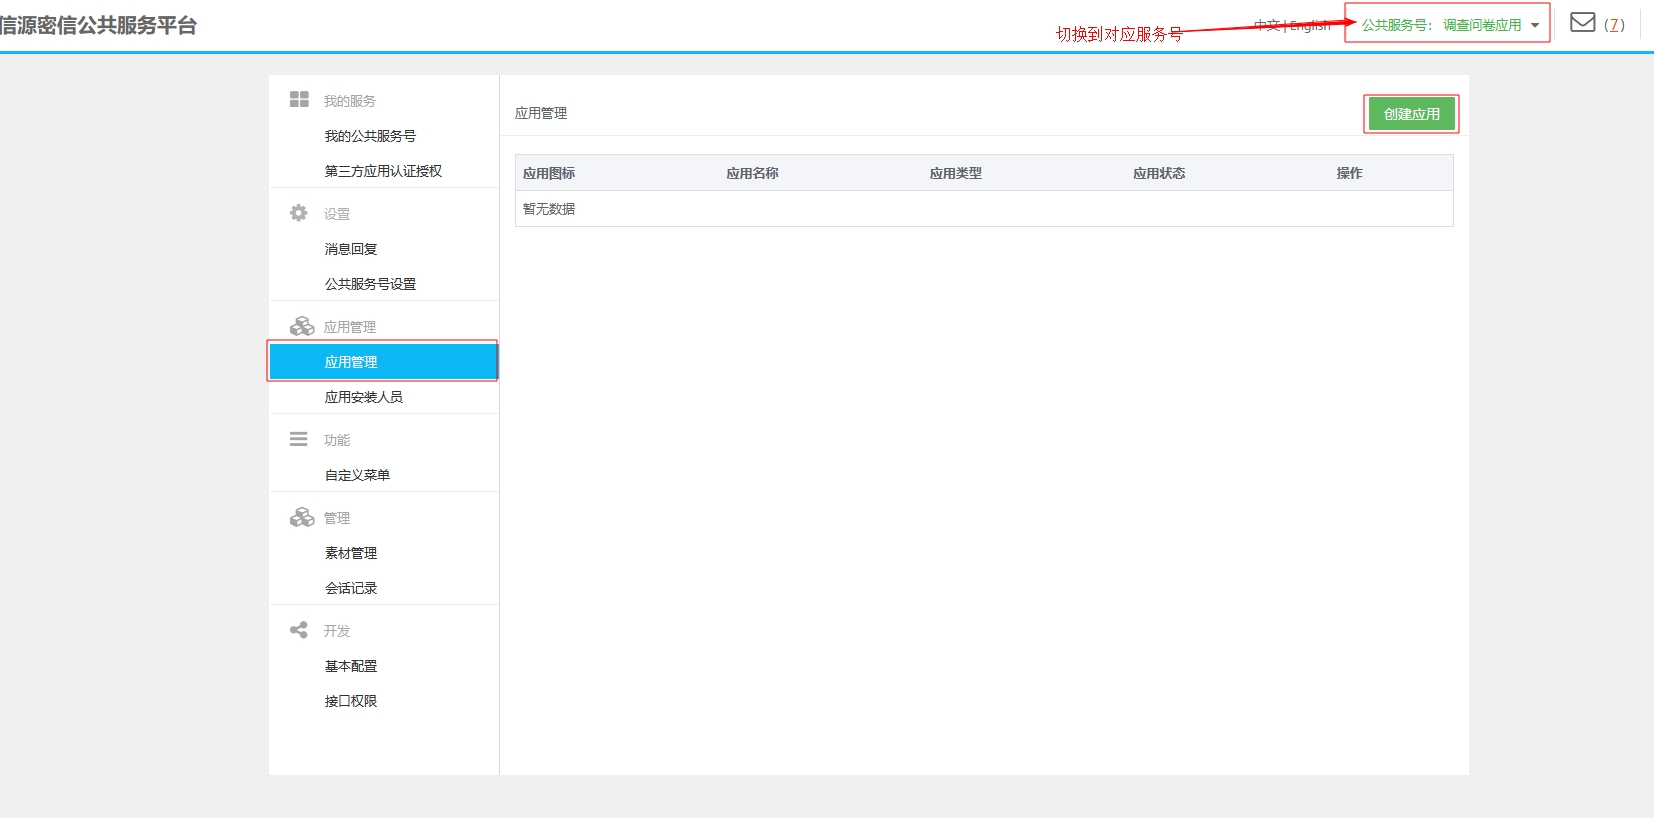 信源密信公共服务平台
切换到对应服务号
中文 | English
公共服务号： 调查问卷应用
(7)
我的服务
我的公共服务号
第三方应用认证授权
设置
消息回复
公共服务号设置
应用管理
应用管理
应用安装人员
功能
自定义菜单
管理
素材管理
会话记录
开发
基本配置
接口权限
应用管理
创建应用
应用图标 应用名称 应用类型 应用状态 操作
暂无数据